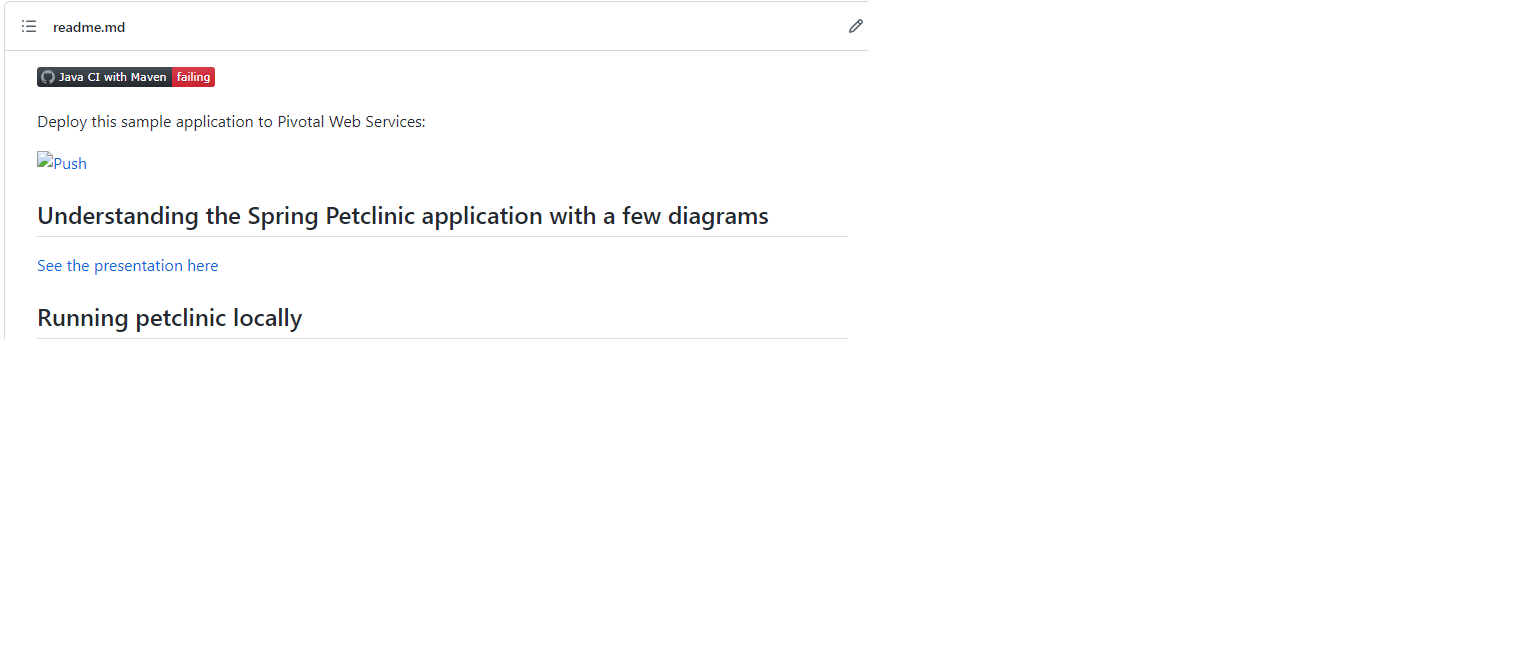 readme.md
Java CI with Maven failing
Deploy this sample application to Pivotal Web Services:
Push
Understanding the Spring Petclinic application with a few diagrams
See the presentation here
Running petclinic locally